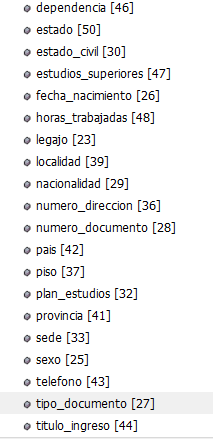 dependencia [46]
estado [50]
estado_civil [30]
estudios_superiores [47]
fecha_nacimiento [26]
horas_trabajadas [48]
legajo [23]
localidad [39]
nacionalidad [29]
numero_direccion [36]
numero_documento [28]
pais [42]
piso [37]
plan_estudios [32]
provincia [41]
sede [33]
sexo [25]
telefono [43]
tipo_documento [27]
titulo_ingreso [44]